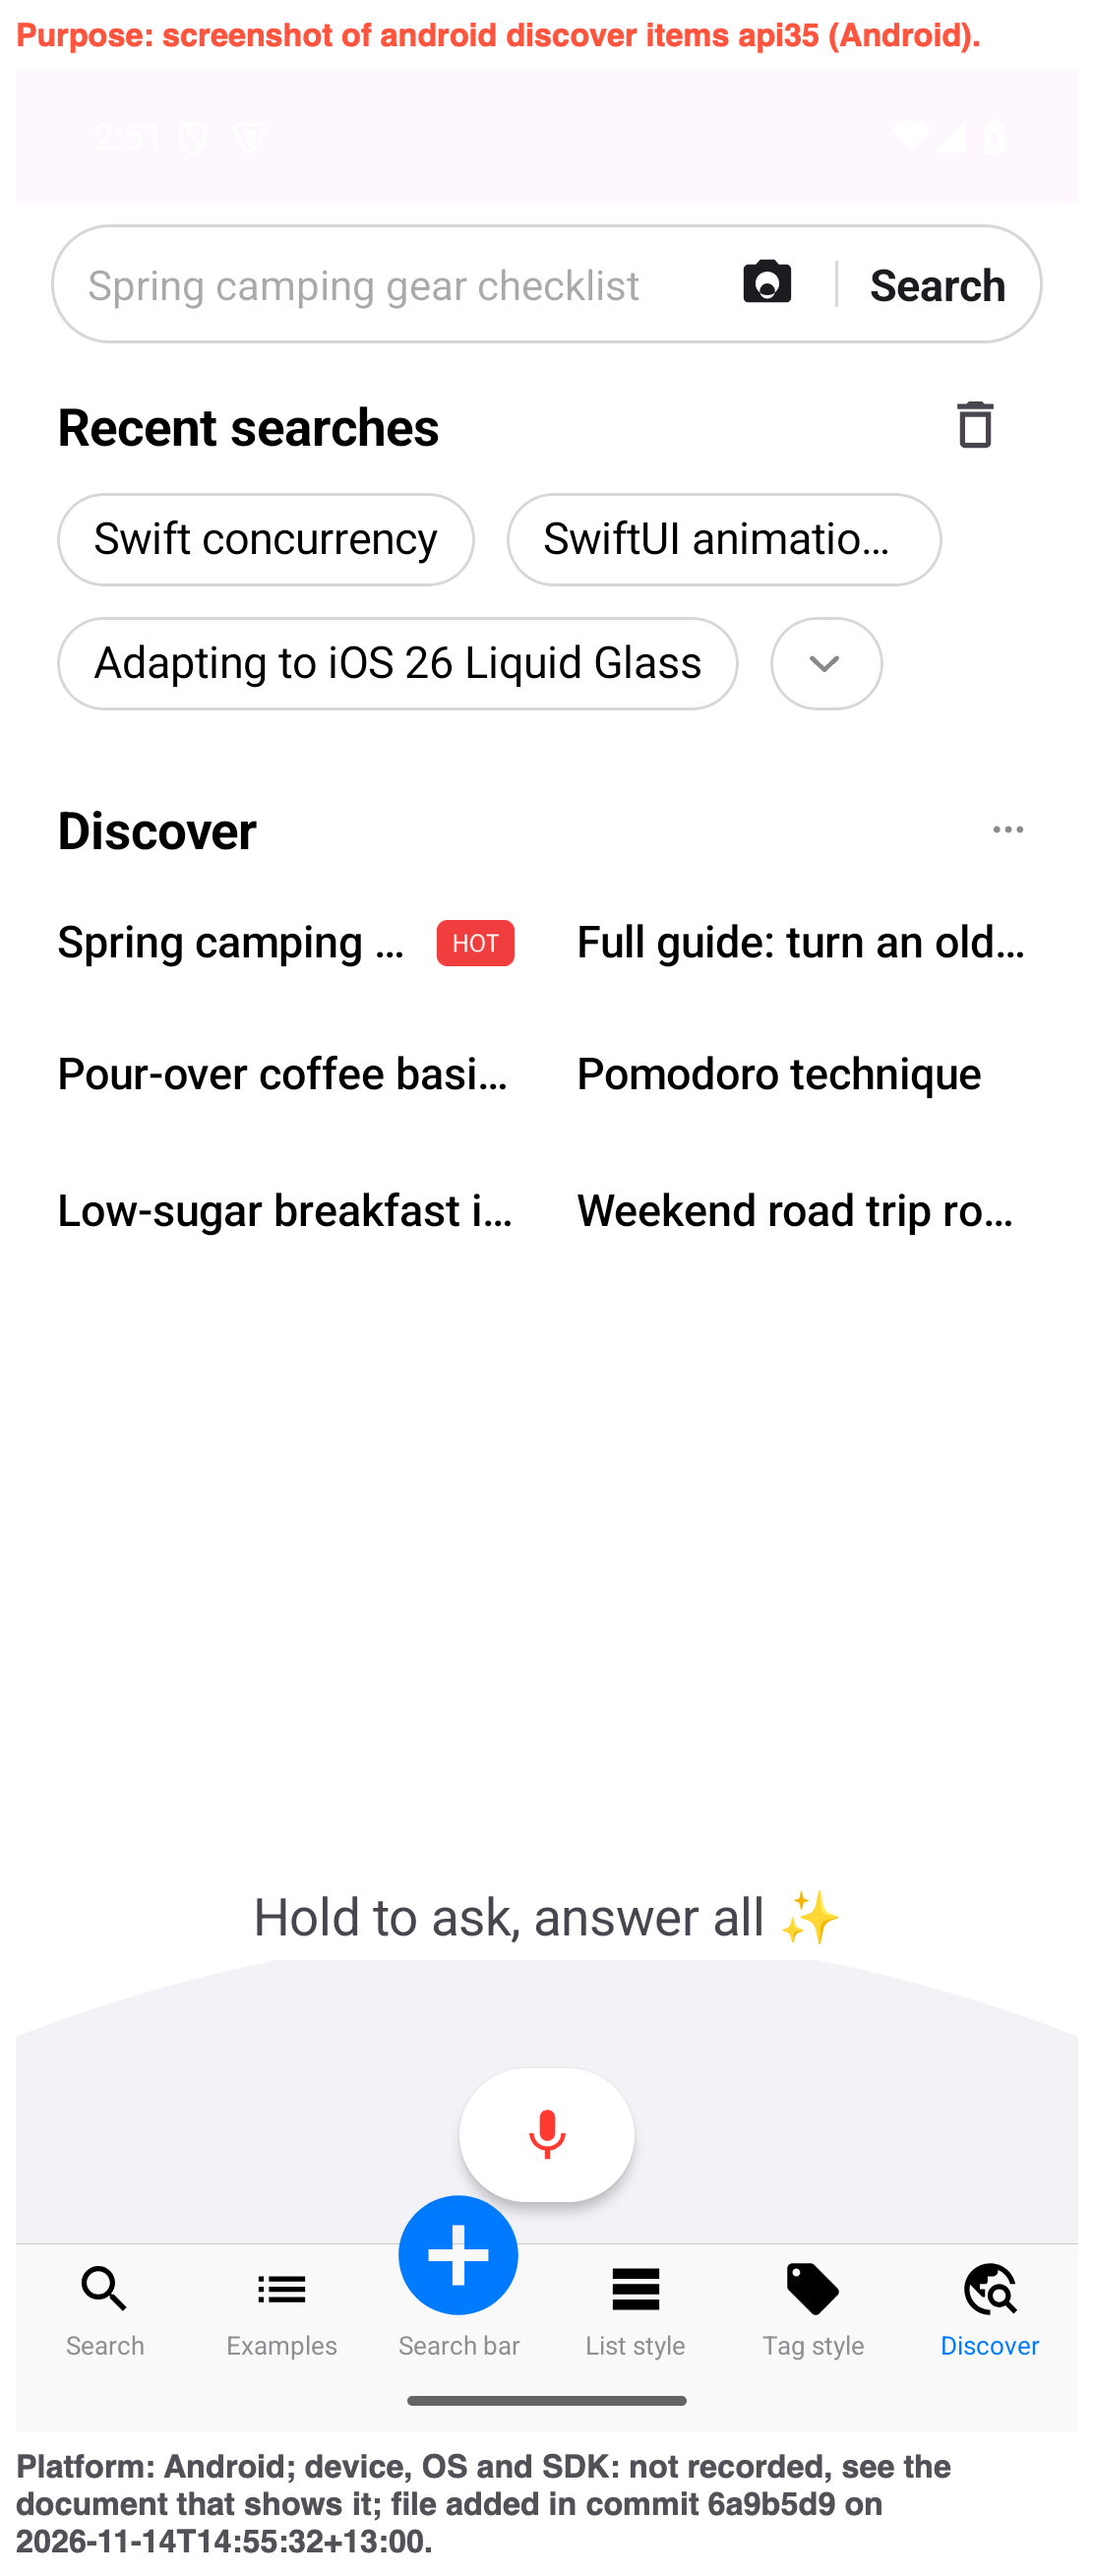 Purpose: screenshot of android discover items api35 (Android).
2:51
Spring camping gear checklist
Search
Recent searches
Swift concurrency
SwiftUI animatio...
Adapting to iOS 26 Liquid Glass
Discover
Spring camping ...
HOT
Full guide: turn an old...
Pour-over coffee basi...
Pomodoro technique
Low-sugar breakfast i...
Weekend road trip ro...
Hold to ask, answer all ✨
Search
Examples
Search bar
List style
Tag style
Discover
Platform: Android; device, OS and SDK: not recorded, see the
document that shows it; file added in commit 6a9b5d9 on
2026-11-14T14:55:32+13:00.